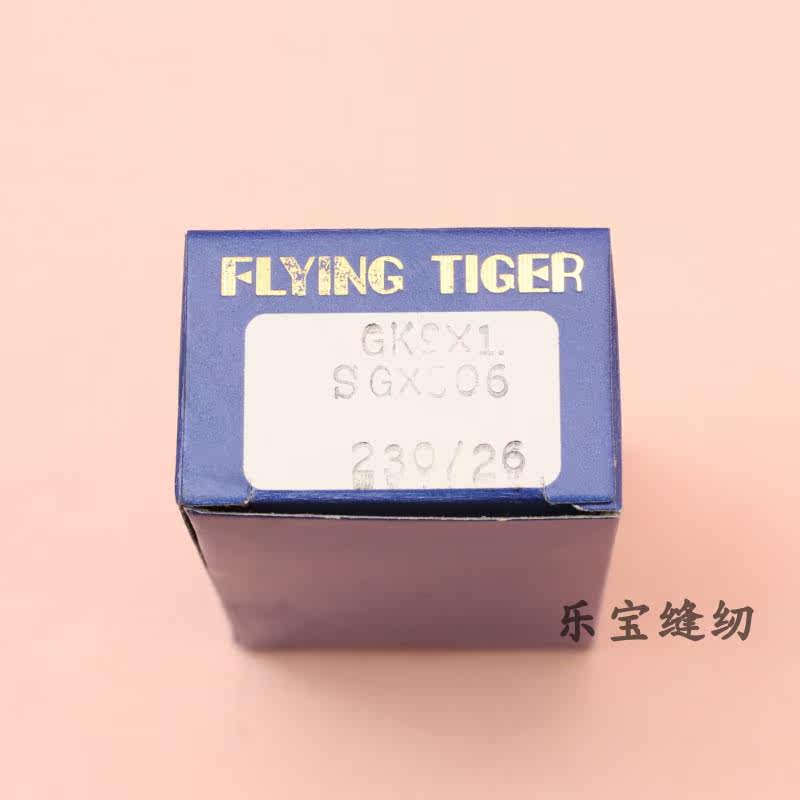 FLYING TIGER
GK9X1.
SGX506
230/26
乐宝缝纫